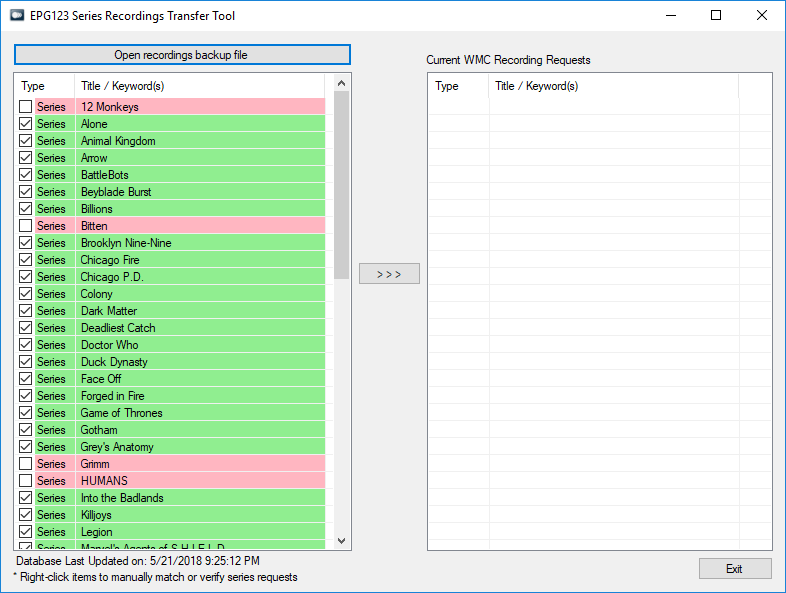 EPG123 Series Recordings Transfer Tool
Open recordings backup file
Current WMC Recording Requests
Type Title / Keyword(s)
Series 12 Monkeys
Series Alone
Series Animal Kingdom
Series Arrow
Series BattleBots
Series Beyblade Burst
Series Billions
Series Bitten
Series Brooklyn Nine-Nine
Series Chicago Fire
Series Chicago P.D.
Series Colony
Series Dark Matter
Series Deadliest Catch
Series Doctor Who
Series Duck Dynasty
Series Face Off
Series Forged in Fire
Series Game of Thrones
Series Gotham
Series Grey's Anatomy
Series Grimm
Series HUMANS
Series Into the Badlands
Series Killjoys
Series Legion
Series Marvel's Agents of S.H.I.E.L.D.
> > >
Type Title / Keyword(s)
Database Last Updated on: 5/21/2018 9:25:12 PM
* Right-click items to manually match or verify series requests
Exit